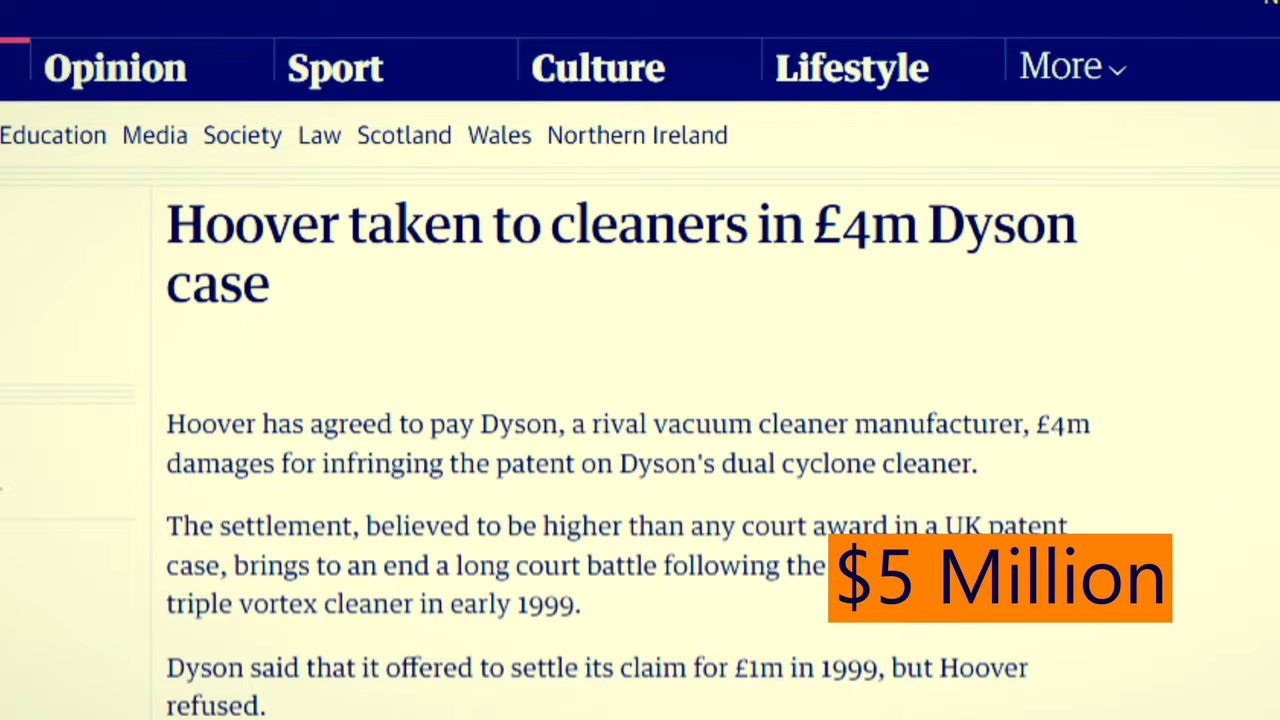 Opinion Sport Culture Lifestyle More
Education Media Society Law Scotland Wales Northern Ireland
Hoover taken to cleaners in £4m Dyson
case
Hoover has agreed to pay Dyson, a rival vacuum cleaner manufacturer, £4m
damages for infringing the patent on Dyson's dual cyclone cleaner.
The settlement, believed to be higher than any court award in a UK patent
case, brings to an end a long court battle following the
$5 Million
triple vortex cleaner in early 1999.
Dyson said that it offered to settle its claim for £1m in 1999, but Hoover
refused.